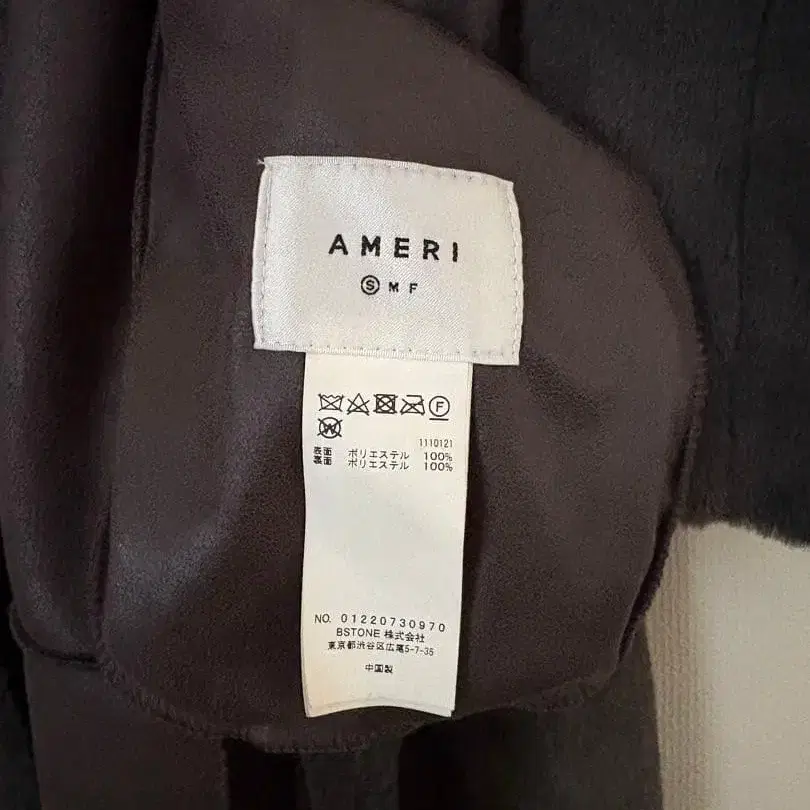 AMERI
Ⓢ M F
Ⓕ
W
1110121
表面 ポリエステル 100%
裏面 ポリエステル 100%
NO. 01220730970
BSTONE 株式会社
東京都渋谷区広尾5-7-35
中国製